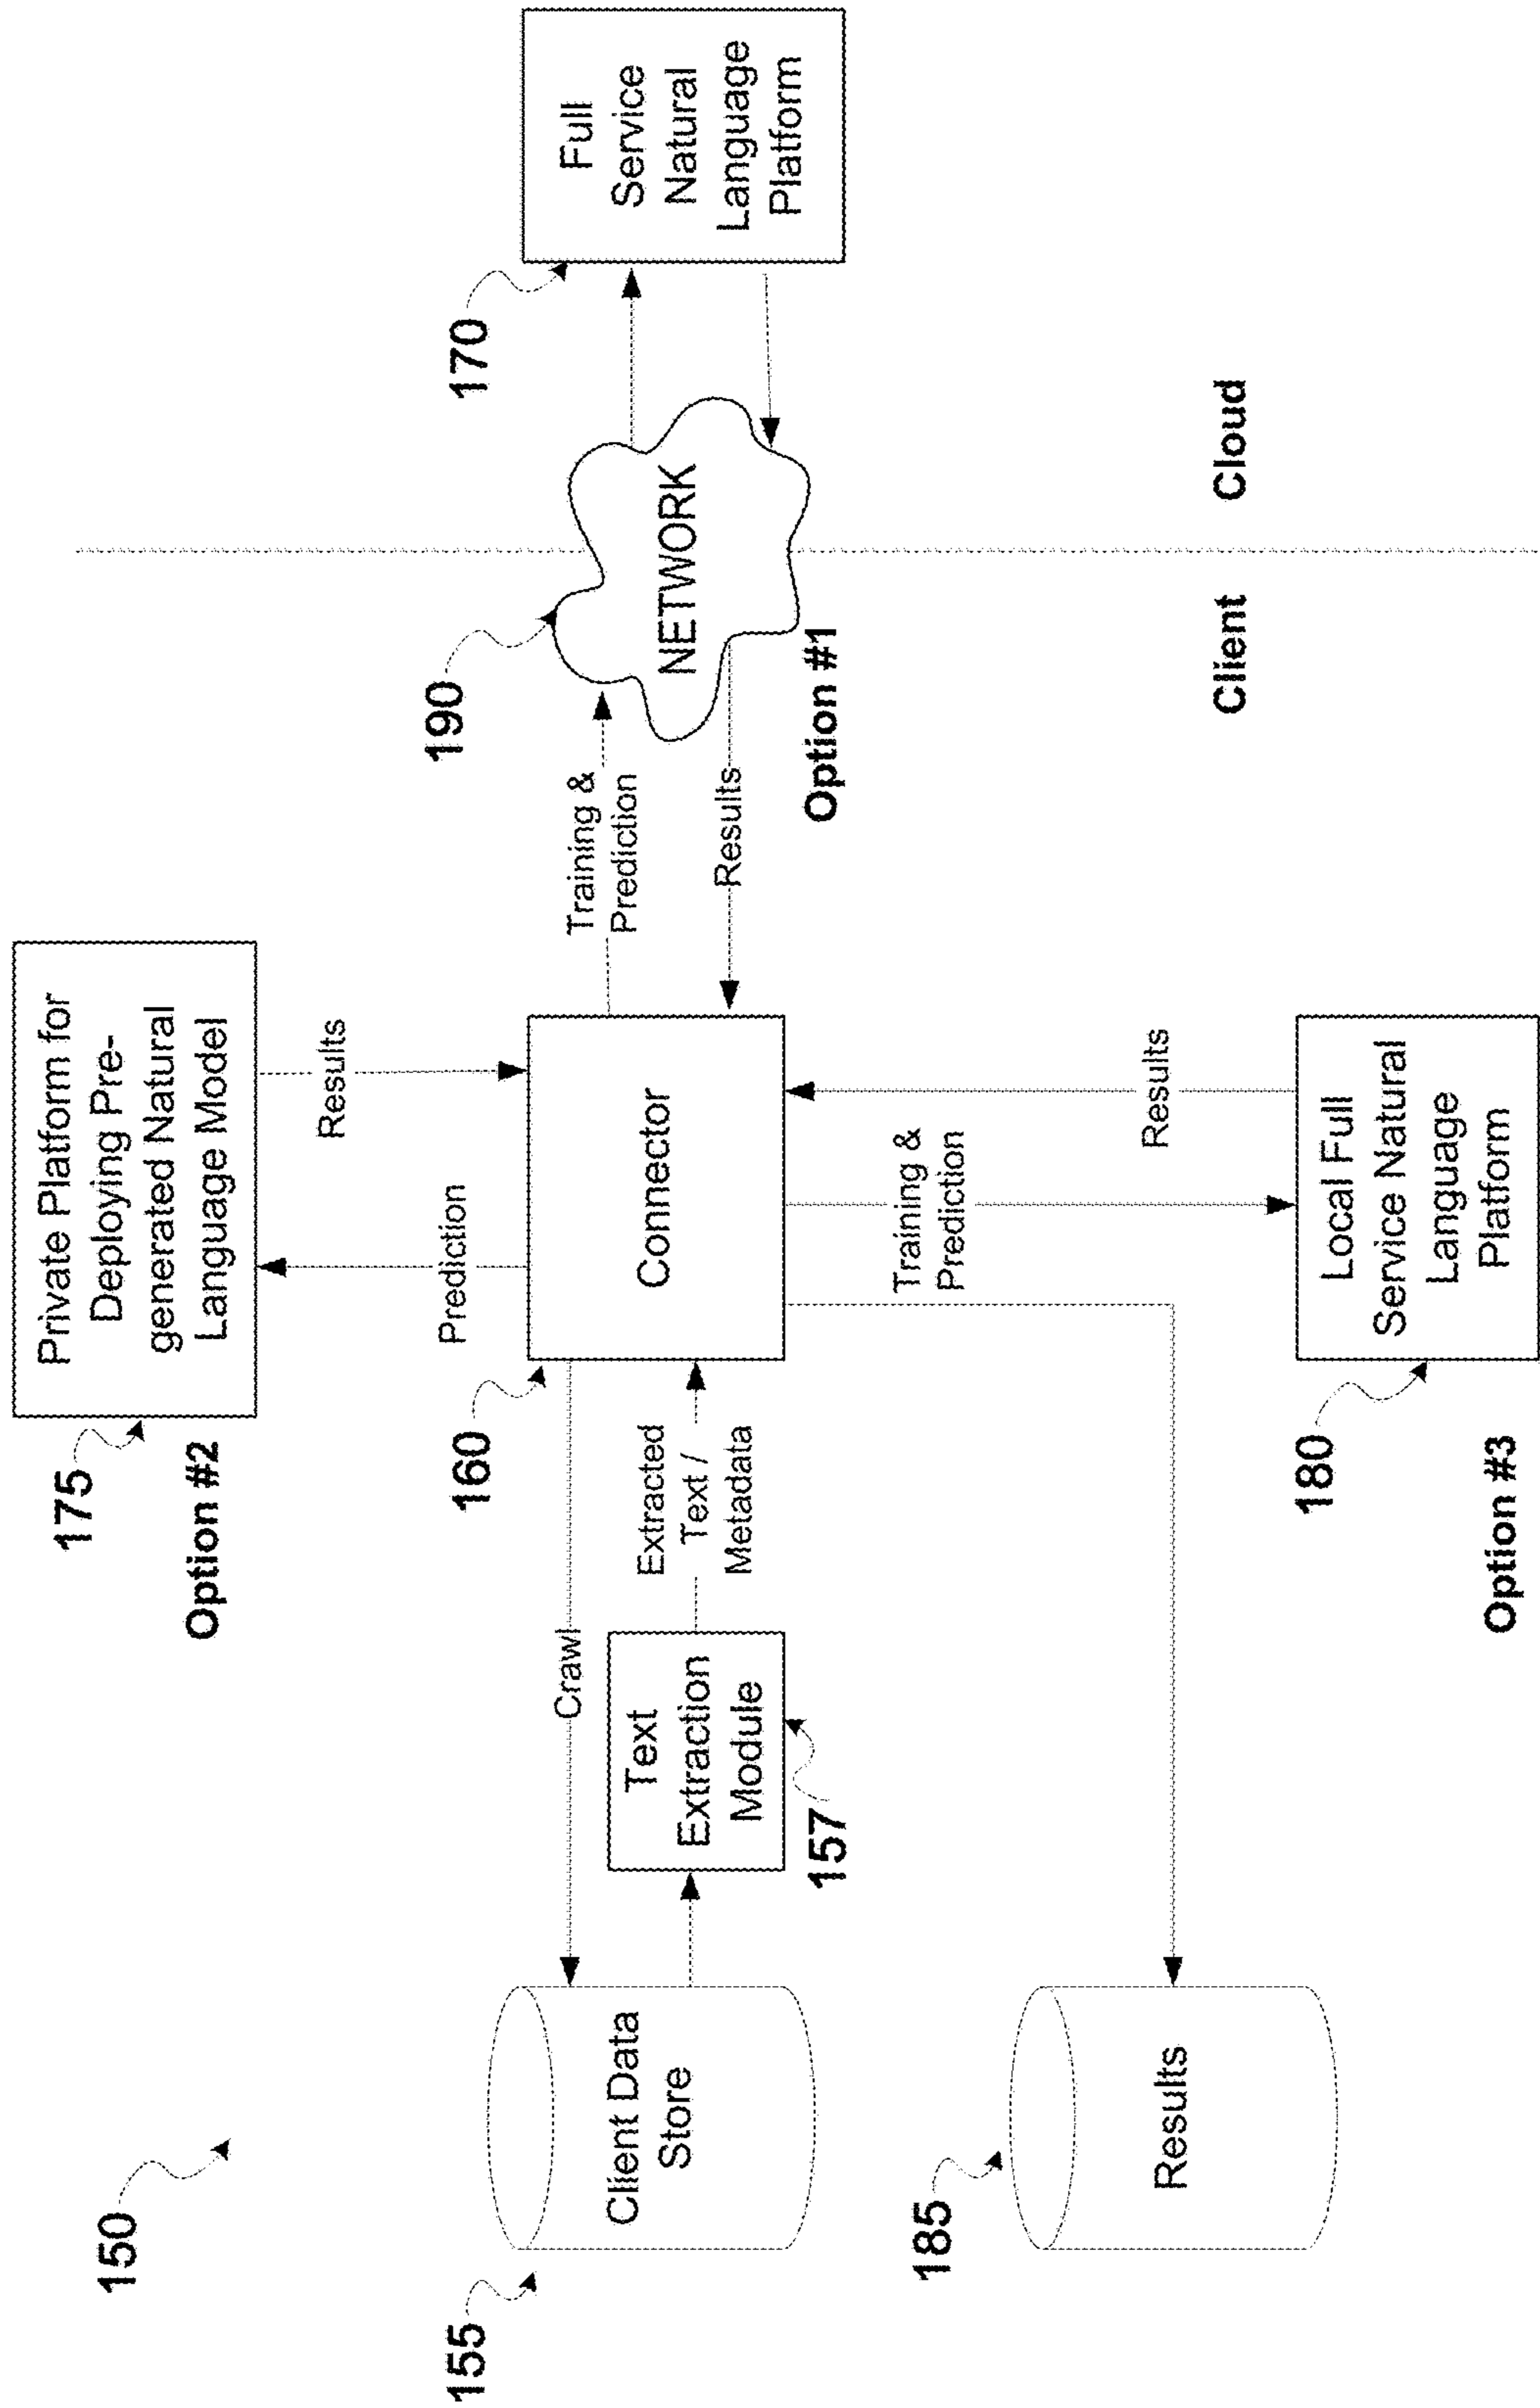 150
175
Option #2
Private Platform for
Deploying Pre-
generated Natural
Language Model
Prediction
Results
155
Client Data
Store
Crawl
Text
Extraction
Module
157
Extracted
Text /
Metadata
160
Connector
Training &
Prediction
Results
190
NETWORK
Option #1
170
Full
Service
Natural
Language
Platform
185
Results
Training &
Prediction
Results
180
Option #3
Local Full
Service Natural
Language
Platform
Client
Cloud